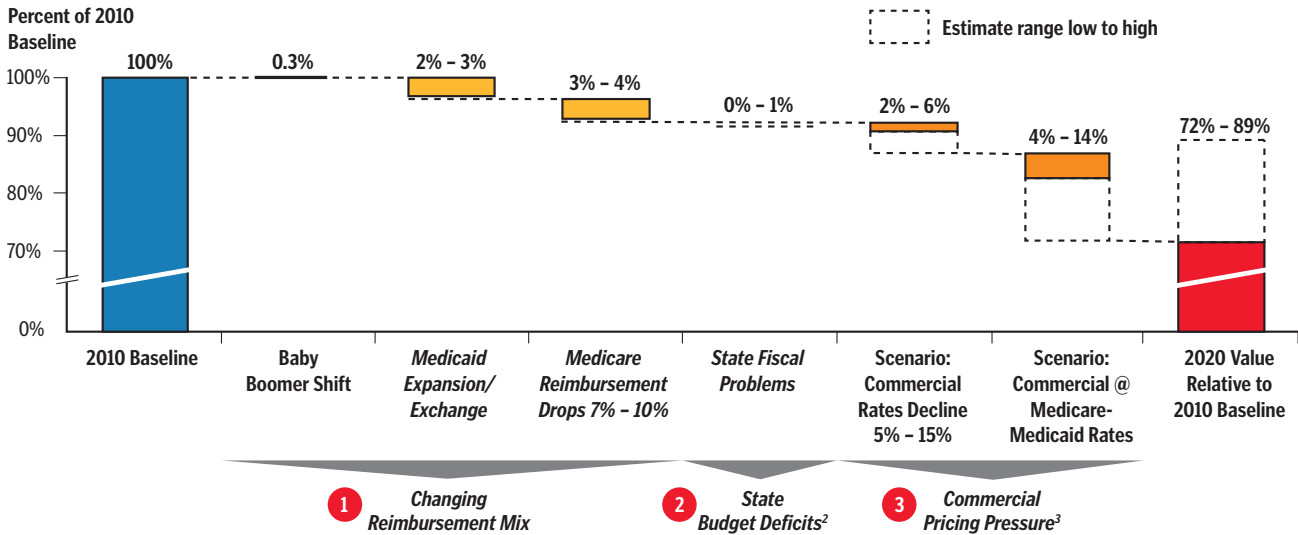 Percent of 2010
Baseline
Estimate range low to high
100%
0.3%
2% – 3%
3% – 4%
0% – 1%
2% – 6%
4% – 14%
72% – 89%
100%
90%
80%
70%
0%
2010 Baseline
Baby
Boomer Shift
Medicaid
Expansion/
Exchange
Medicare
Reimbursement
Drops 7% – 10%
State Fiscal
Problems
Scenario:
Commercial
Rates Decline
5% – 15%
Scenario:
Commercial @
Medicare-
Medicaid Rates
2020 Value
Relative to
2010 Baseline
1 Changing
Reimbursement Mix
2 State
Budget Deficits²
3 Commercial
Pricing Pressure³